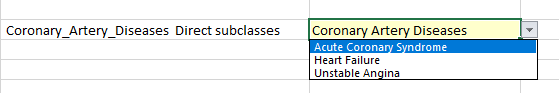 Coronary_Artery_Diseases Direct subclasses Coronary Artery Diseases
Acute Coronary Syndrome
Heart Failure
Unstable Angina